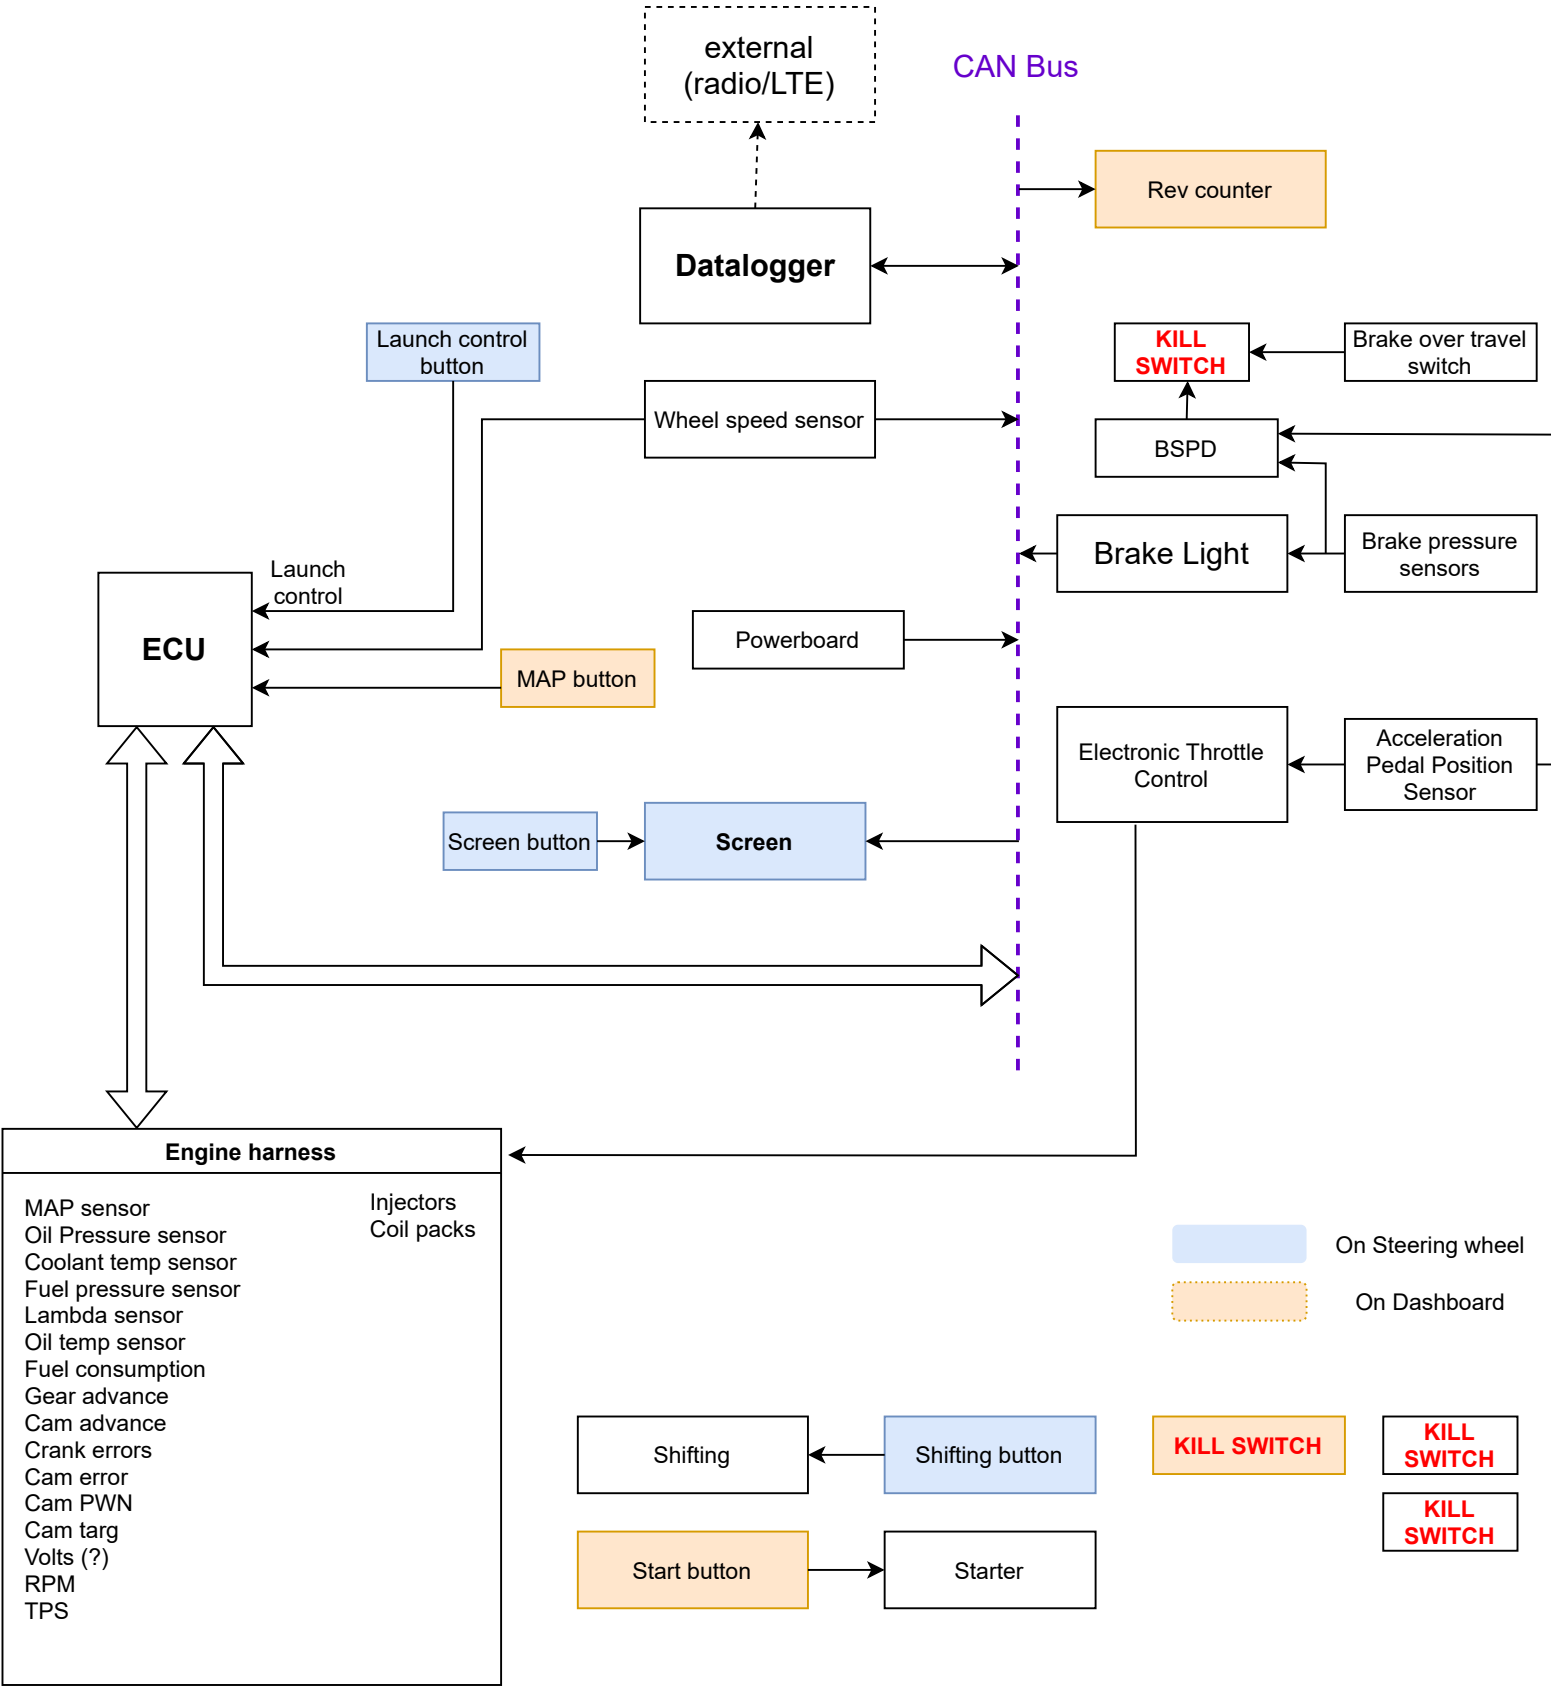 external
(radio/LTE)
CAN Bus
Rev counter
Datalogger
Launch control
button
KILL
SWITCH
Brake over travel
switch
Wheel speed sensor
BSPD
Brake Light
Brake pressure
sensors
Launch
control
ECU
Powerboard
MAP button
Electronic Throttle
Control
Acceleration
Pedal Position
Sensor
Screen button
Screen
Engine harness
MAP sensor
Oil Pressure sensor
Coolant temp sensor
Fuel pressure sensor
Lambda sensor
Oil temp sensor
Fuel consumption
Gear advance
Cam advance
Crank errors
Cam error
Cam PWN
Cam targ
Volts (?)
RPM
TPS
Injectors
Coil packs
On Steering wheel
On Dashboard
Shifting
Shifting button
KILL SWITCH
KILL
SWITCH
KILL
SWITCH
Start button
Starter